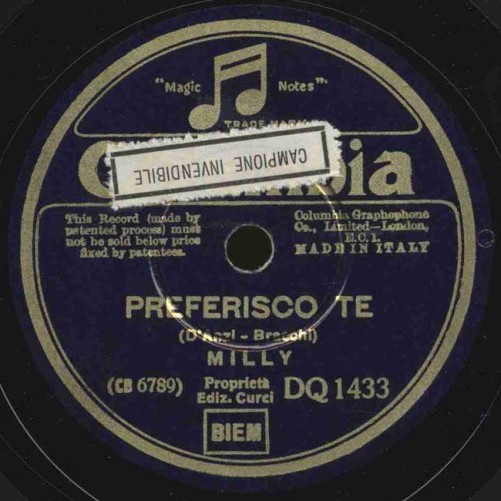 "Magic Notes"
TRADE MARK
CAMPIONE INVENDIBILE
This Record (made by
patented process) must
not be sold below price
fixed by patentees.
Columbia Graphophone
Co., Limited—London,
E.C.1.
MADE IN ITALY
PREFERISCO TE
(D'Anzi - Bracchi)
MILLY
(CB 6789) Proprietà
Ediz. Curci DQ 1433
BIEM